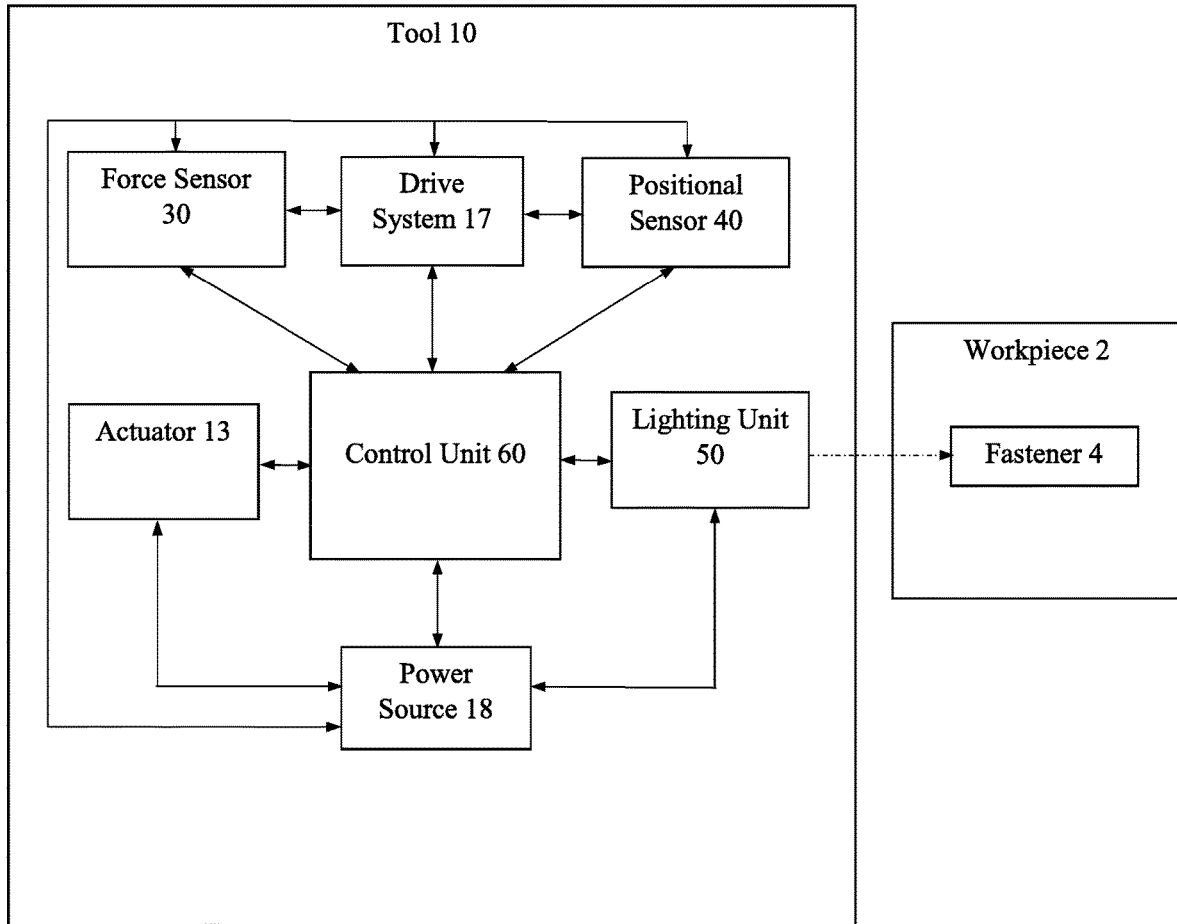 Tool 10
Force Sensor
30
Drive
System 17
Positional
Sensor 40
Workpiece 2
Actuator 13
Control Unit 60
Lighting Unit
50
Fastener 4
Power
Source 18